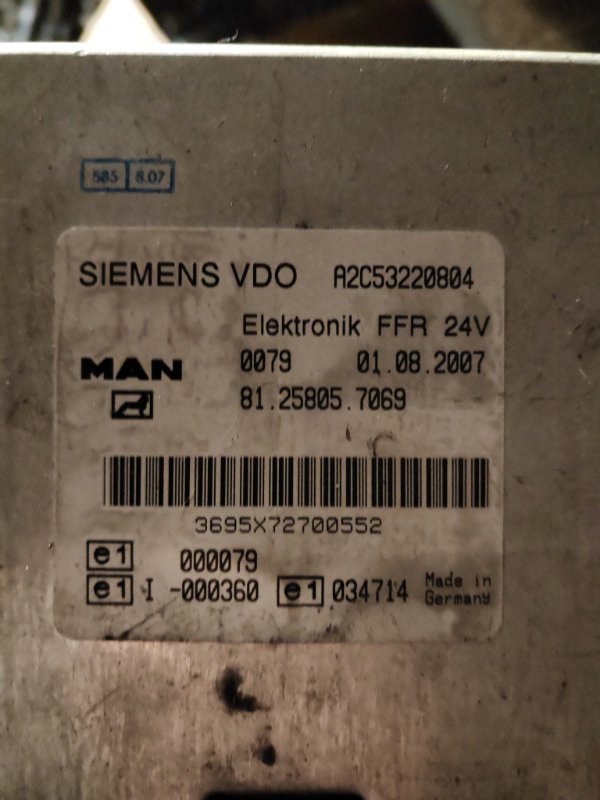 585 8.07
SIEMENS VDO A2C53220804
Elektronik FFR 24V
MAN 0079 01.08.2007
81.25805.7069
3695X72700552
e1 000079
e1 I -000360 e1 034714 Made in
Germany